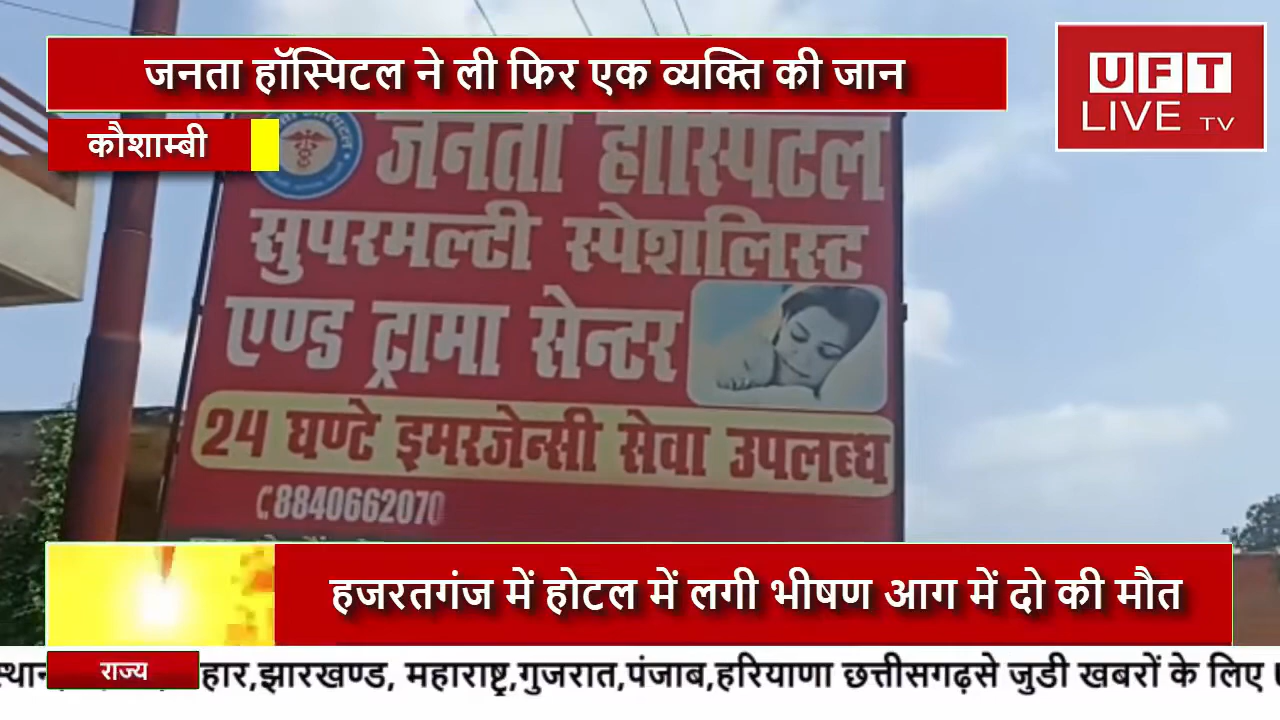 जनता हॉस्पिटल ने ली फिर एक व्यक्ति की जान
UFT
LIVE TV
कौशाम्बी
जनता हास्पिटल
सुपरमल्टी स्पेशलिस्ट
एण्ड ट्रामा सेन्टर
24 घण्टे इमरजेन्सी सेवा उपलब्ध
8840662070
हजरतगंज में होटल में लगी भीषण आग में दो की मौत
राज्य
झारखण्ड, महाराष्ट्र,गुजरात,पंजाब,हरियाणा छत्तीसगढ़से जुडी खबरों के लिए